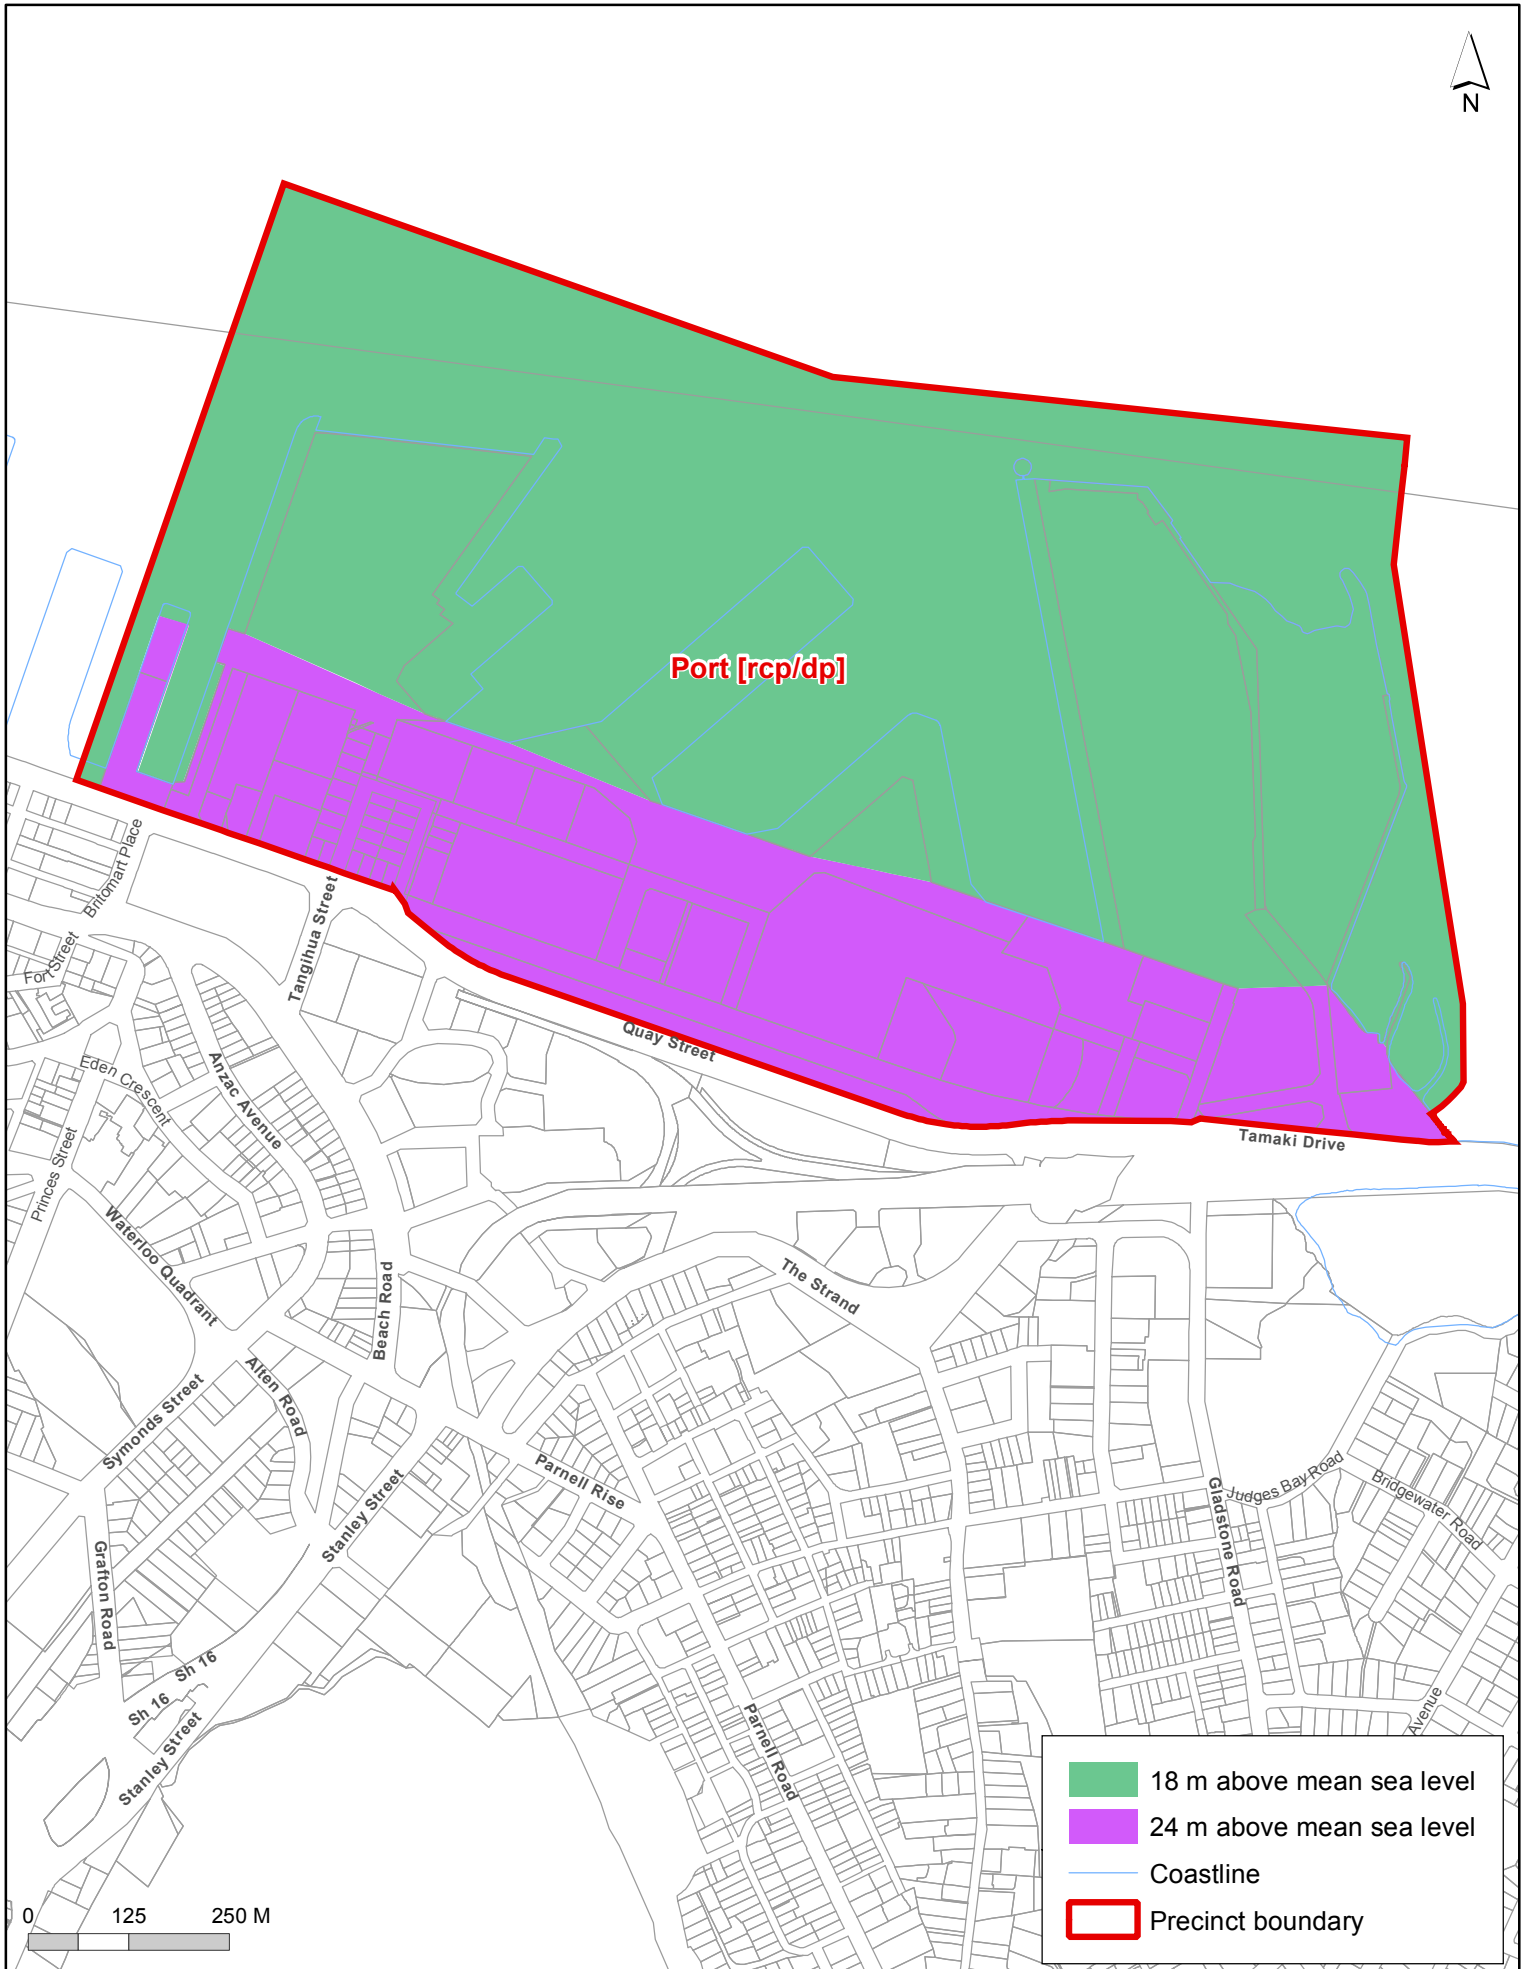 N
Port [rcp/dp]
Britomart Place
Tangihua Street
Fort Street
Quay Street
Eden Crescent
Anzac Avenue
Princes Street
Tamaki Drive
Waterloo Quadrant
Beach Road
The Strand
Alten Road
Symonds Street
Parnell Rise
Stanley Street
Judges Bay Road
Bridgewater Road
Gladstone Road
Grafton Road
Sh 16
Sh 16
Stanley Street
Parnell Road
Avenue
18 m above mean sea level
24 m above mean sea level
Coastline
Precinct boundary
0 125 250 M